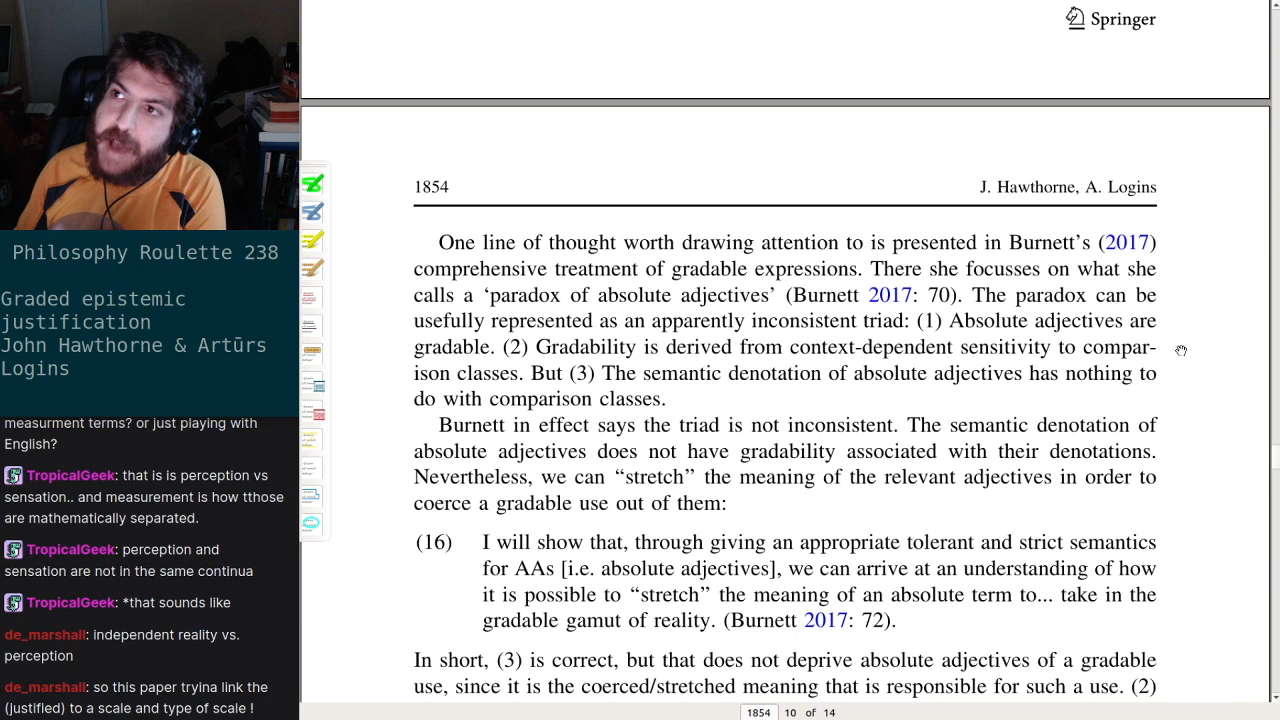 Springer
1854
J. Hawthorne, A. Logins
One line of thought worth drawing attention to is presented in Burnett's (2017)
comprehensive treatment of gradable expressions. There she focusses on what she
calls a 'paradox of absolute adjectives' (Burnett 2017: 70). The paradox can be
usefully represented as an apparently inconsistent triad: (1) Absolute adjectives are
gradable. (2) Gradability is derived from context-dependent sensitivity to compar-
ison classes. But (3) The semantic denotation of absolute adjectives has nothing to
do with comparison classes.
Burnett in effect says the triad is not inconsistent. The semantic denotation of
absolute adjectives does not have gradability associated with their denotations.
Nevertheless, we can “stretch” the meaning of the relevant adjectives in order to
coerce a gradable use out of them:
(16) I will show that, through giving an appropriate tolerant and strict semantics
for AAs [i.e. absolute adjectives], we can arrive at an understanding of how
it is possible to “stretch” the meaning of an absolute term to... take in the
gradable gamut of reality. (Burnett 2017: 72).
In short, (3) is correct, but that does not deprive absolute adjectives of a gradable
use, since it is the coerced/stretched meaning that is responsible for such a use. (2)
1854 10 of 14
Philosophy Roulette 238
Graded epistemic
justification
John Hawthorne & Artūrs
Logins
measurment terms? or just playing with
English?
TropicalGeek: that is is perception vs
sensation.. and measurement is how tthose
are mathematically separated.
TropicalGeek: perception and
sensation are not in the same continua
TropicalGeek: *that sounds like
de_marshall: independent reality vs.
perception
de_marshall: so this paper tryina link the
(justified) to a scale and type of scale !